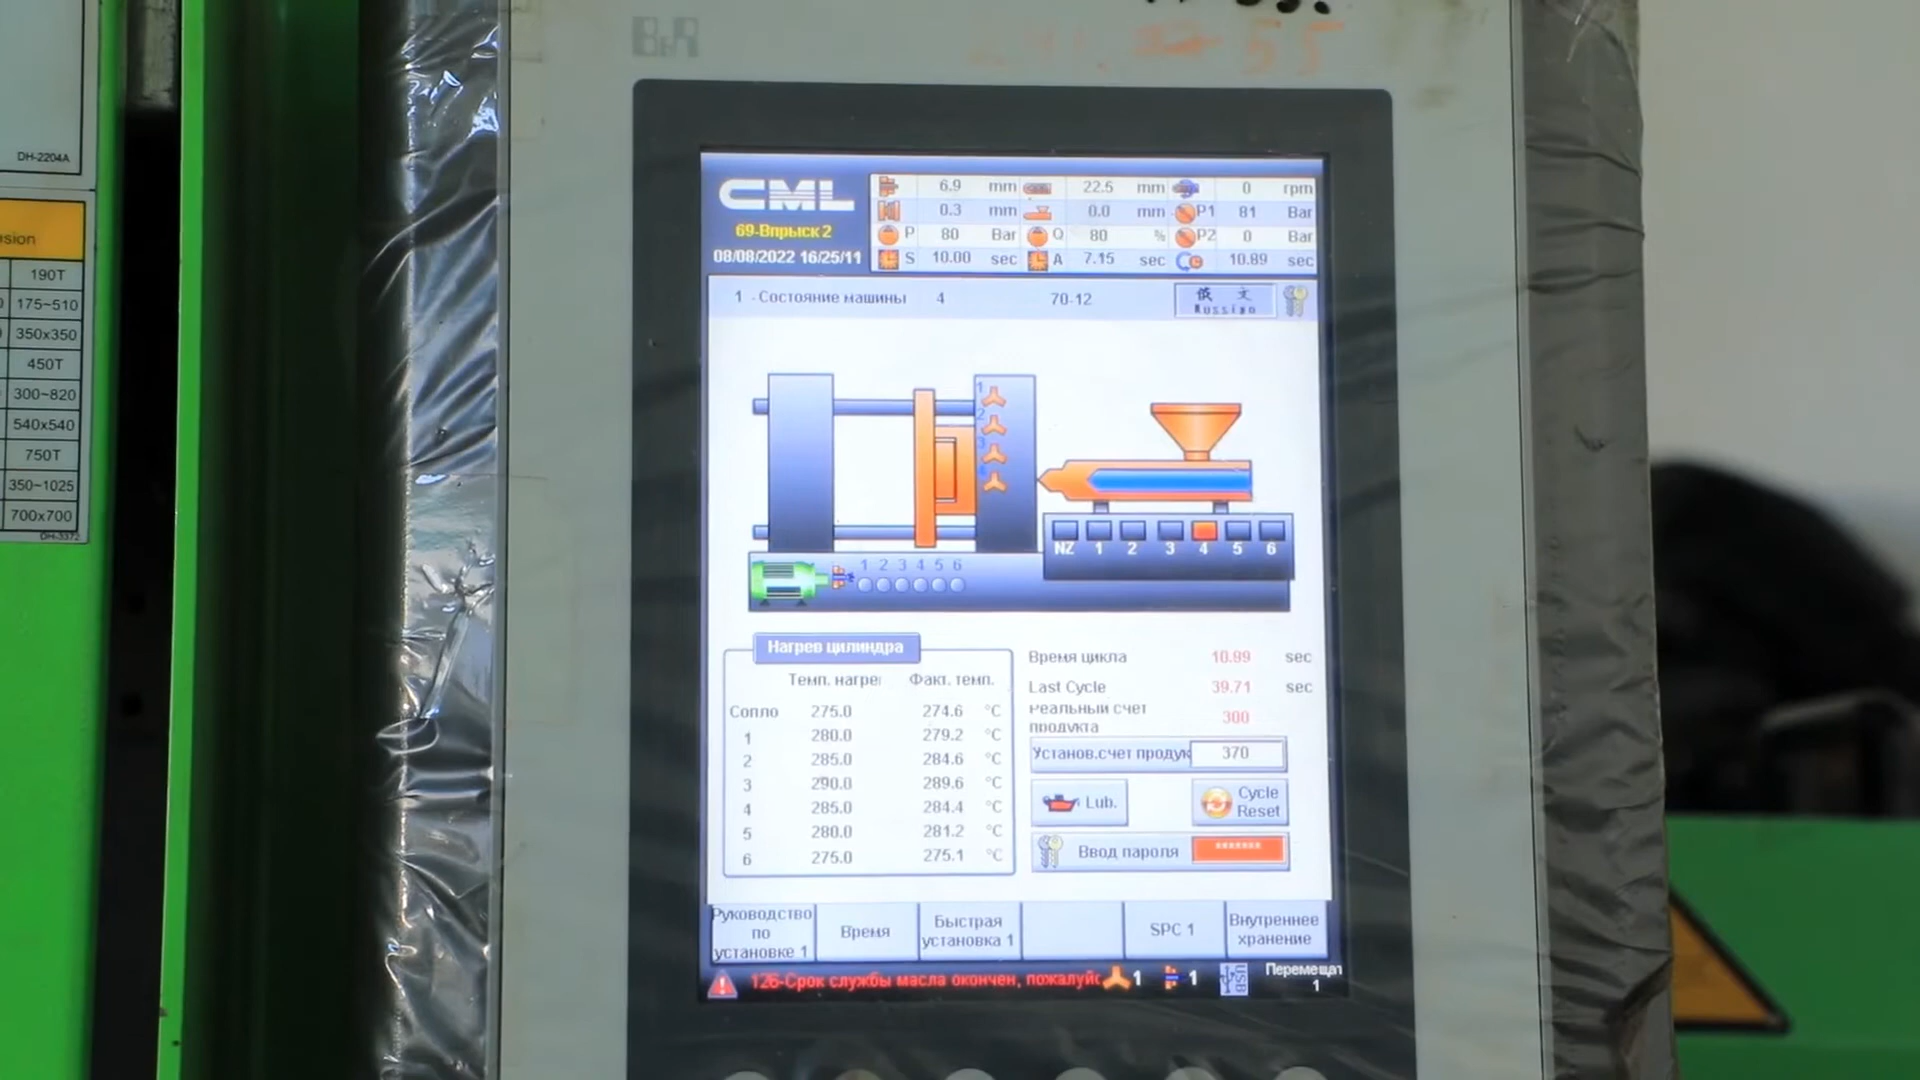 B&R
55
DH-2204A
sion
190T
175~510
350x350
450T
300~820
540x540
750T
350~1025
700x700
DH-3372
CML
69-Впрыск 2
08/08/2022 16/25/11
6.9 mm 22.5 mm 0 rpm
0.3 mm 0.0 mm P1 81 Bar
P 80 Bar Q 80 % P2 0 Bar
S 10.00 sec A 7.15 sec 10.89 sec
1 - Состояние машины 4 70-12
俄 文
Russian
1
2
3
NZ 1 2 3 4 5 6
1 2 3 4 5 6
Нагрев цилиндра
Темп. нагре Факт. темп.
Сопло 275.0 274.6 °C
1 280.0 279.2 °C
2 285.0 284.6 °C
3 290.0 289.6 °C
4 285.0 284.4 °C
5 280.0 281.2 °C
6 275.0 275.1 °C
Время цикла 10.89 sec
Last Cycle 39.71 sec
Реальный счет
продукта 300
Установ.счет продук 370
Lub.
Cycle
Reset
Ввод пароля *******
Руководство
по
установке 1
Время
Быстрая
установка 1
SPC 1
Внутреннее
хранение
126-Срок службы масла окончен, пожалуйс 1 1 USB
Перемещат
1